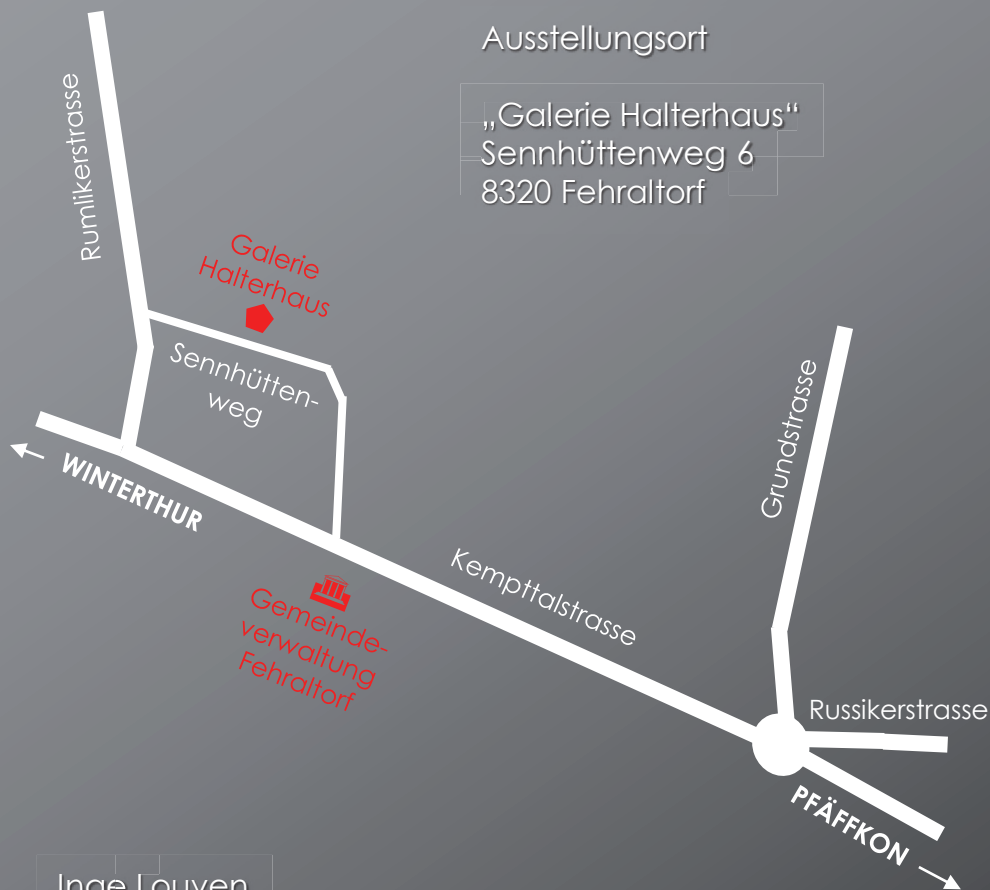 Ausstellungsort
„Galerie Halterhaus“
Sennhüttenweg 6
8320 Fehraltorf
Rumlikerstrasse
Galerie
Halterhaus
Sennhütten-
weg
WINTERTHUR
Grundstrasse
Kempttalstrasse
Gemeinde-
verwaltung
Fehraltorf
Russikerstrasse
PFÄFFKON
Inge Louven